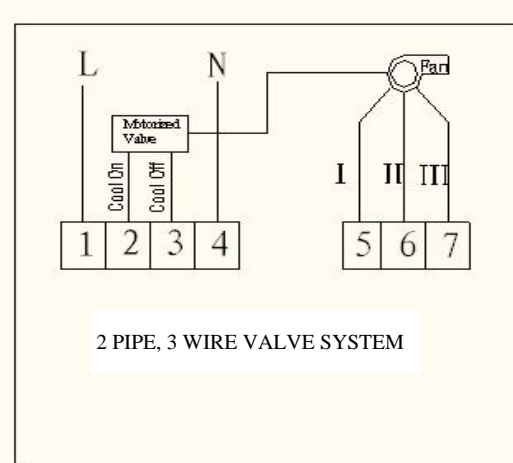 L N
Fan
Motorized
Valve
Cool On
Cool Off
I II III
1 2 3 4 5 6 7
2 PIPE, 3 WIRE VALVE SYSTEM